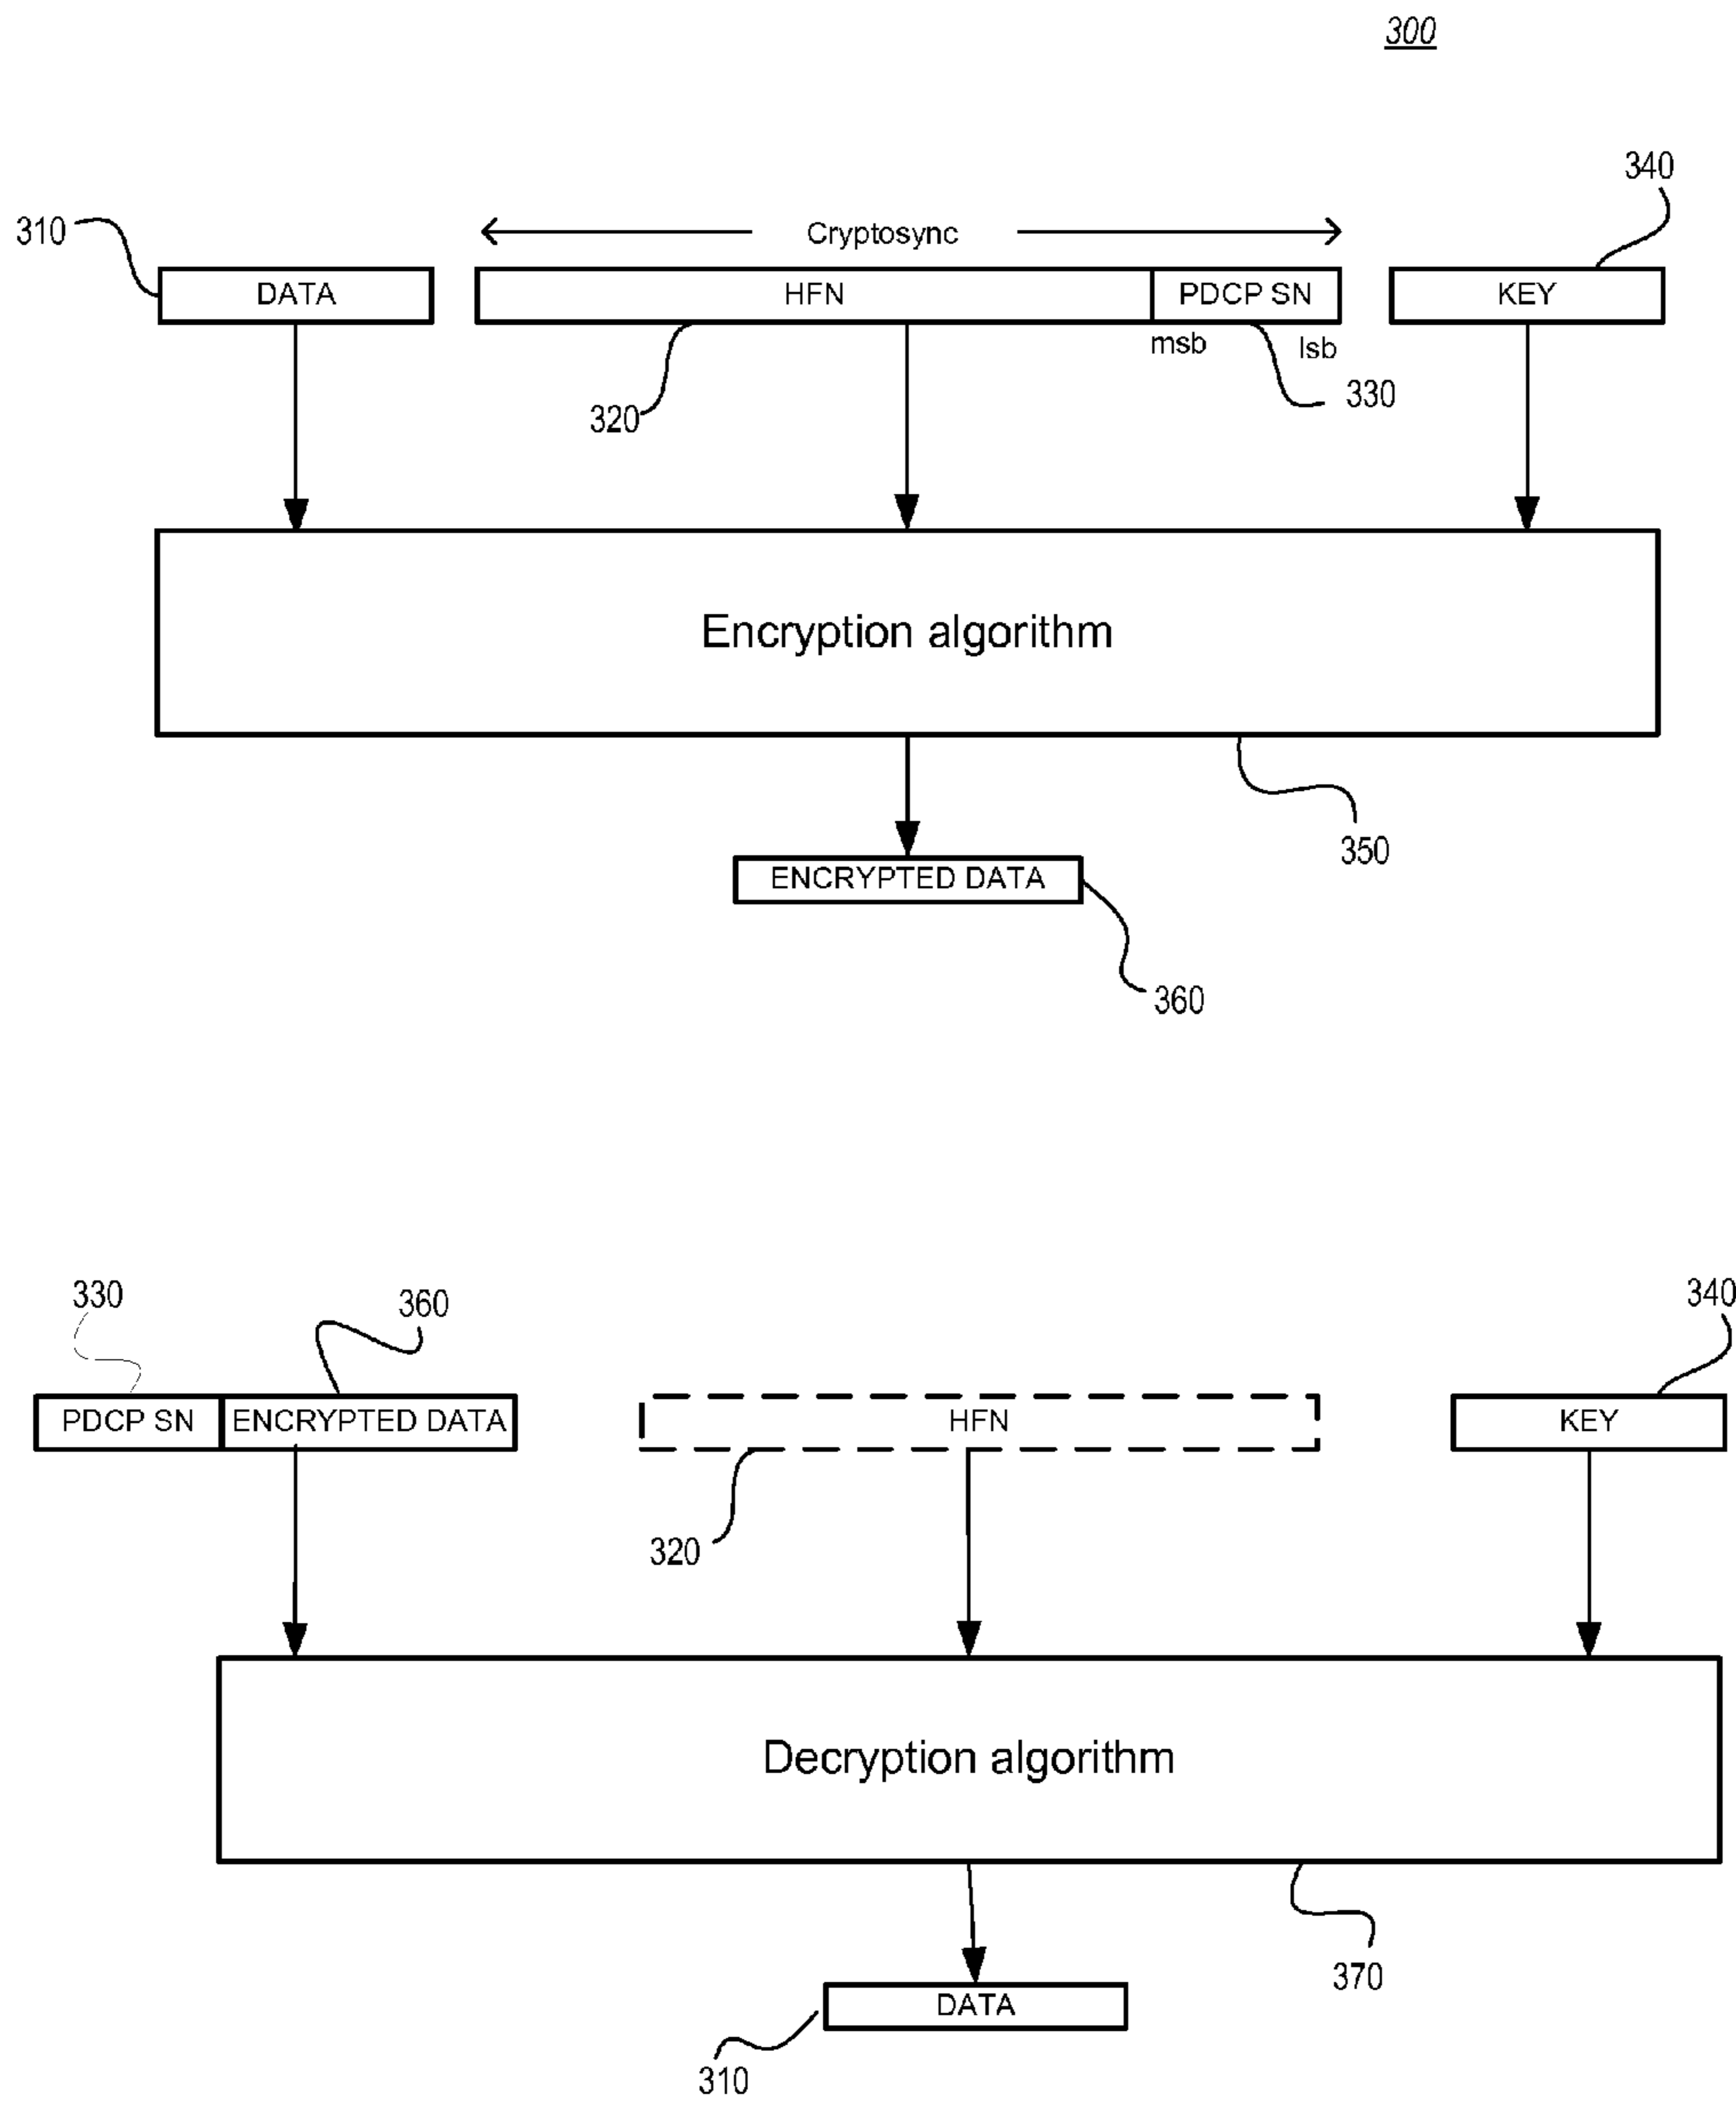 300
340
310
Cryptosync
DATA
HFN
PDCP SN
KEY
msb
lsb
320
330
Encryption algorithm
350
ENCRYPTED DATA
360
330
360
340
PDCP SN
ENCRYPTED DATA
HFN
KEY
320
Decryption algorithm
370
DATA
310